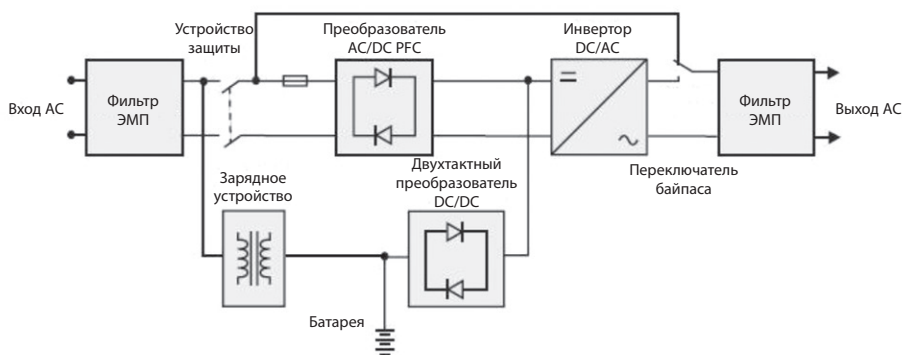 Устройство
защиты
Преобразователь
AC/DC PFC
Инвертор
DC/AC
Вход AC
Фильтр
ЭМП
Фильтр
ЭМП
Выход AC
Зарядное
устройство
Двухтактный
преобразователь
DC/DC
Переключатель
байпаса
Батарея